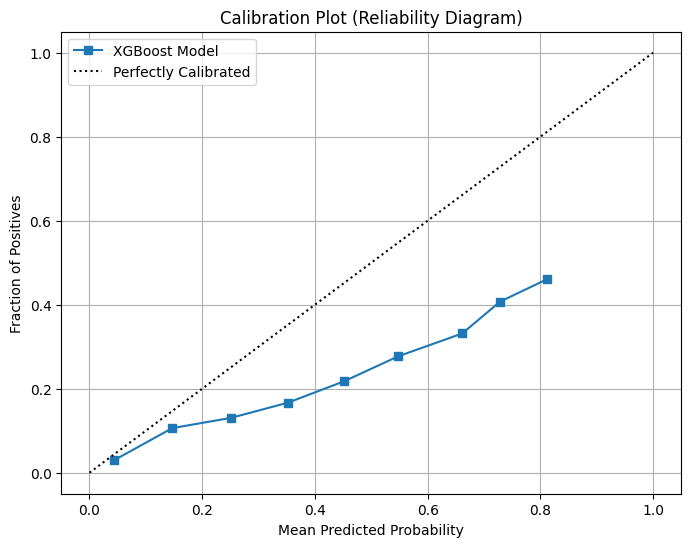 Calibration Plot (Reliability Diagram)
XGBoost Model
Perfectly Calibrated
1.0
0.8
0.6
0.4
0.2
0.0
Fraction of Positives
0.0 0.2 0.4 0.6 0.8 1.0
Mean Predicted Probability